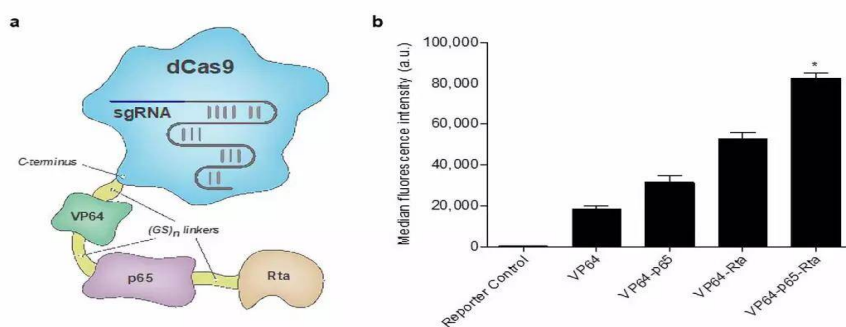 a
dCas9
sgRNA
C-terminus
VP64
(GS)n linkers
p65
Rta
b
Median fluorescence intensity (a.u.)
100,000
80,000
60,000
40,000
20,000
0
*
Reporter Control
VP64
VP64-p65
VP64-Rta
VP64-p65-Rta